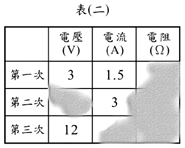 表(二)
電壓 電流 電阻
(V) (A) (Ω)
第一次 3 1.5
第二次 3
第三次 12